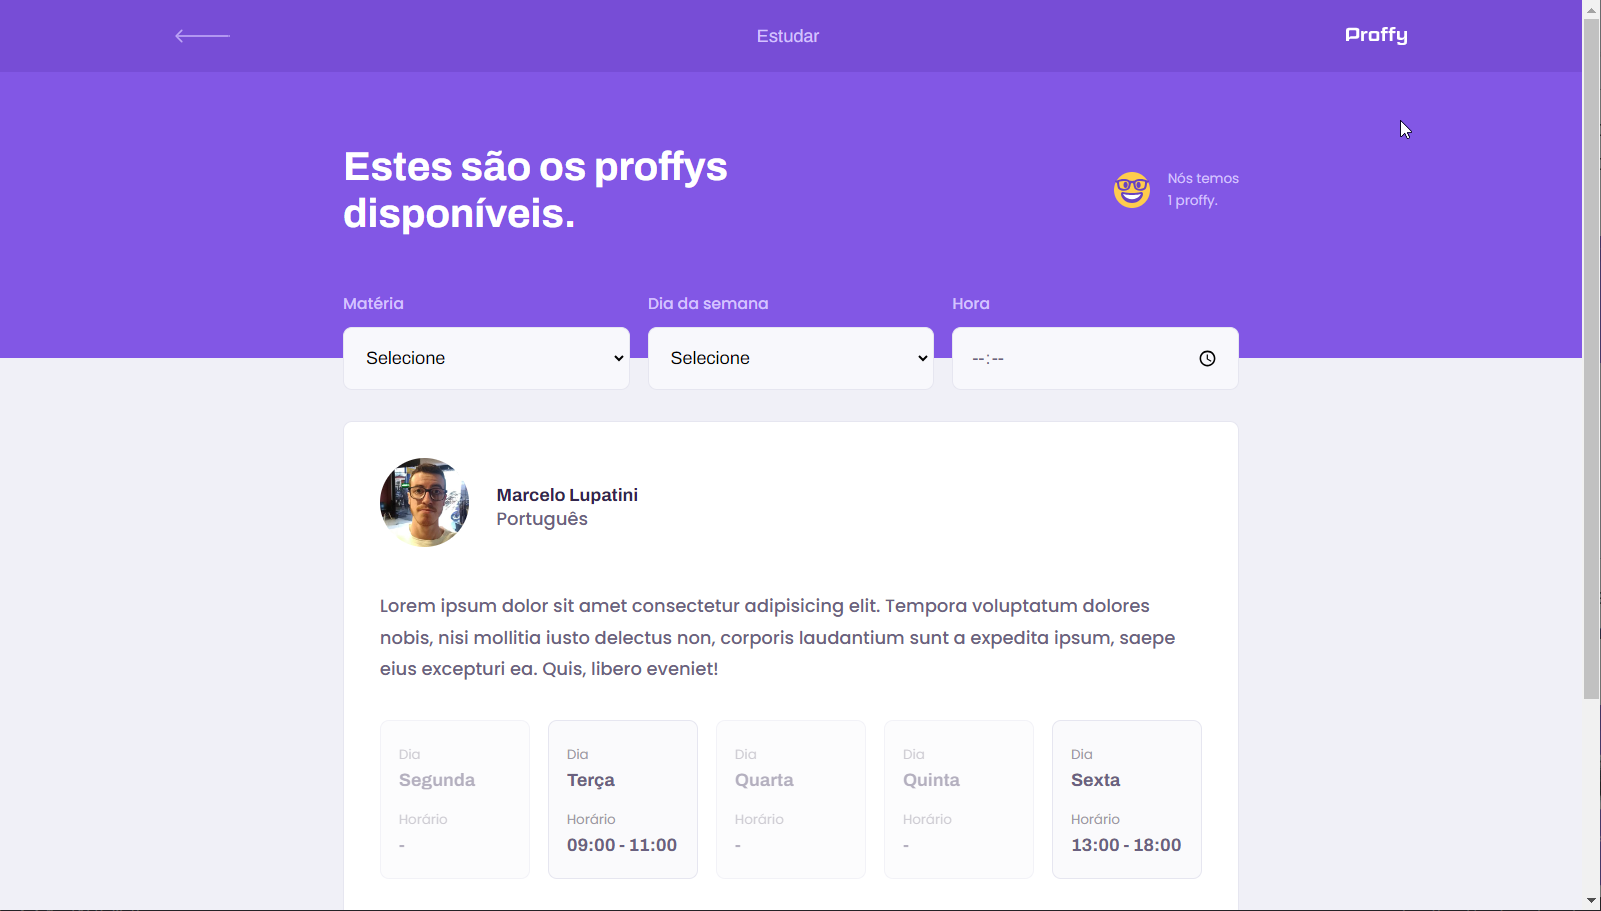 Estudar
Proffy
Estes são os proffys
disponíveis.
Nós temos
1 proffy.
Matéria
Dia da semana
Hora
Selecione
Selecione
--:--
Marcelo Lupatini
Português
Lorem ipsum dolor sit amet consectetur adipisicing elit. Tempora voluptatum dolores
nobis, nisi mollitia iusto delectus non, corporis laudantium sunt a expedita ipsum, saepe
eius excepturi ea. Quis, libero eveniet!
Dia
Segunda
Horário
-
Dia
Terça
Horário
09:00 - 11:00
Dia
Quarta
Horário
-
Dia
Quinta
Horário
-
Dia
Sexta
Horário
13:00 - 18:00